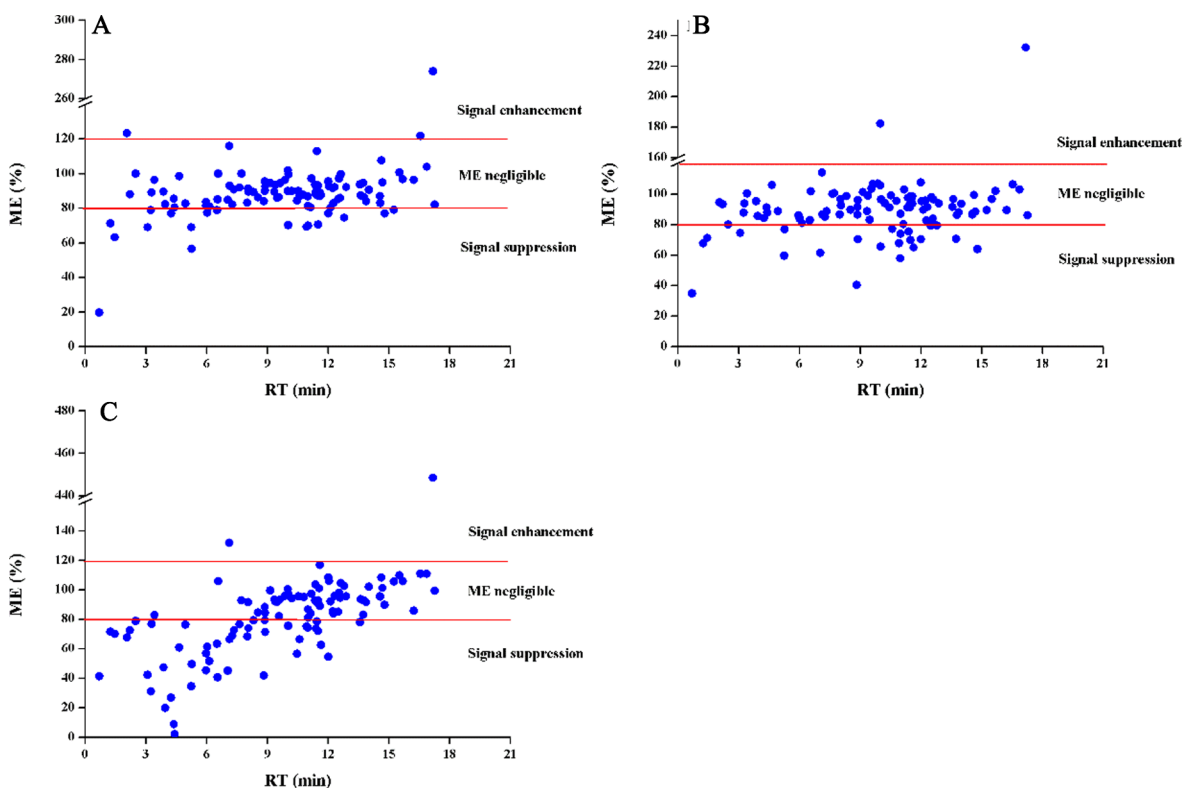 A
300
280
260
120
100
80
60
40
20
0
ME (%)
Signal enhancement
ME negligible
Signal suppression
0 3 6 9 12 15 18 21
RT (min)
B
240
220
200
180
160
100
80
60
40
20
0
ME (%)
Signal enhancement
ME negligible
Signal suppression
0 3 6 9 12 15 18 21
RT (min)
C
480
460
440
140
120
100
80
60
40
20
0
ME (%)
Signal enhancement
ME negligible
Signal suppression
0 3 6 9 12 15 18 21
RT (min)